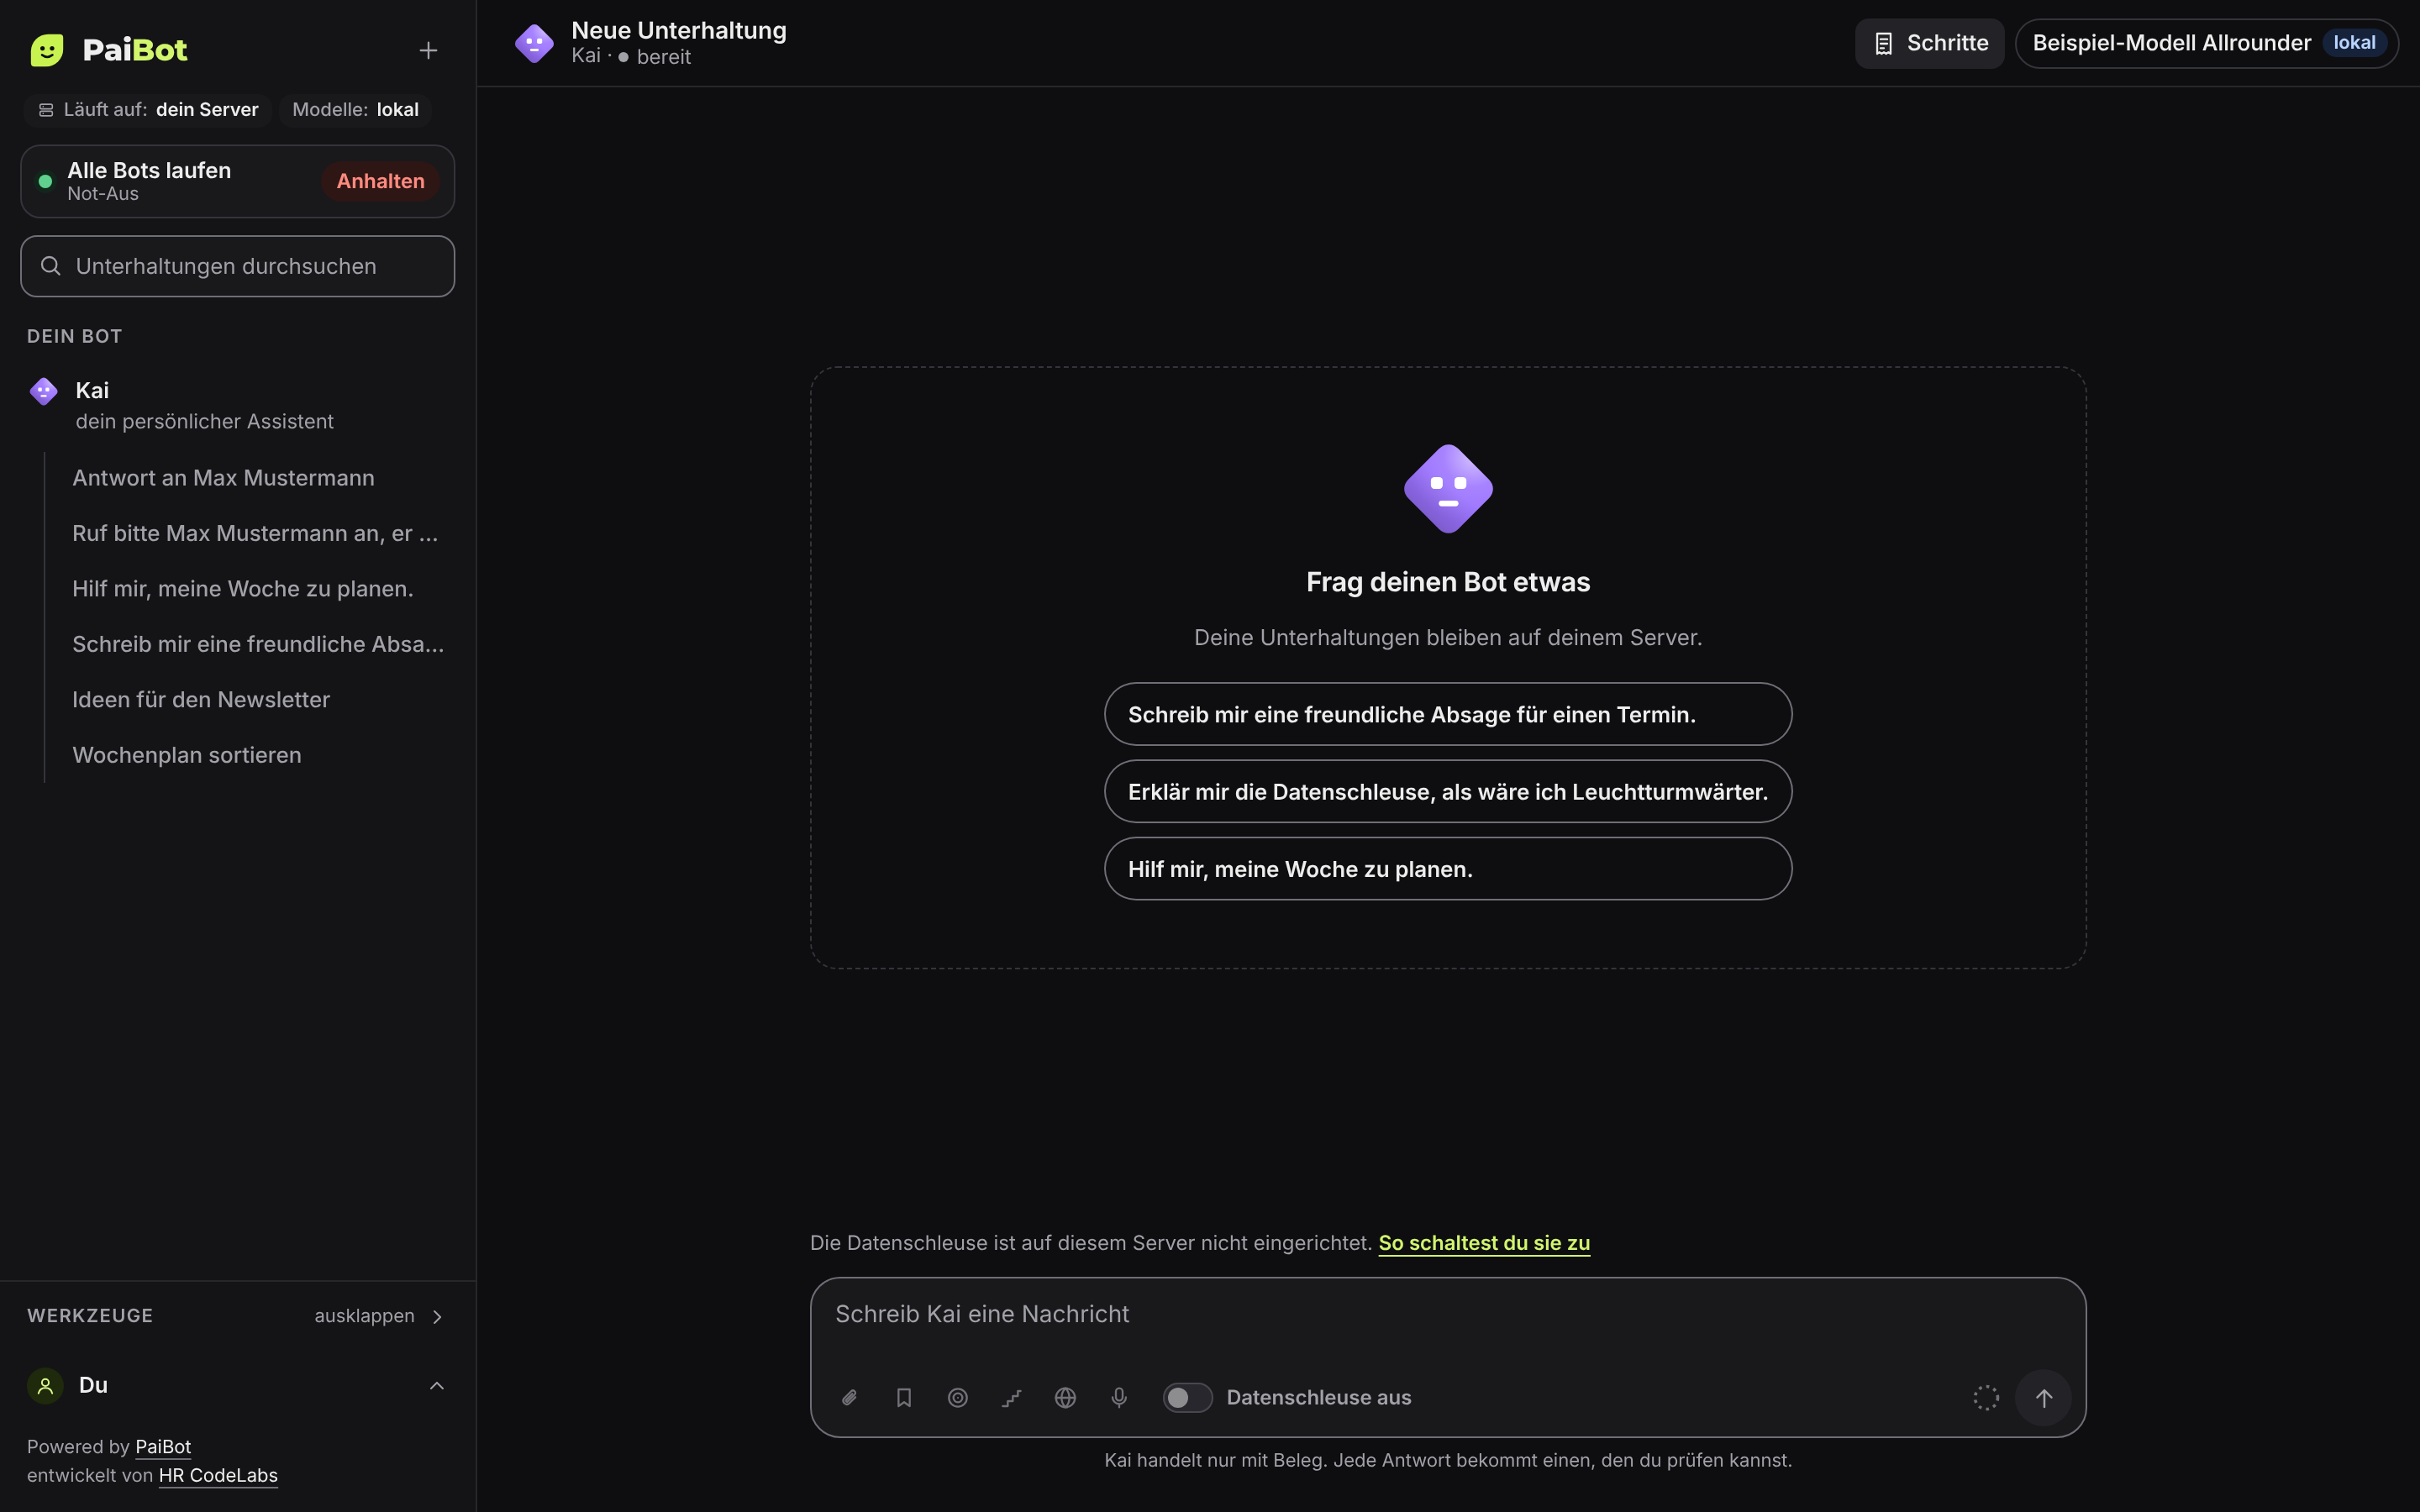 PaiBot
Läuft auf: dein Server
Modelle: lokal
Alle Bots laufen
Not-Aus
Anhalten
Unterhaltungen durchsuchen
DEIN BOT
Kai
dein persönlicher Assistent
Antwort an Max Mustermann
Ruf bitte Max Mustermann an, er ...
Hilf mir, meine Woche zu planen.
Schreib mir eine freundliche Absa...
Ideen für den Newsletter
Wochenplan sortieren
WERKZEUGE
ausklappen
Du
Powered by PaiBot
entwickelt von HR CodeLabs
Neue Unterhaltung
Kai · bereit
Schritte
Beispiel-Modell Allrounder lokal
Frag deinen Bot etwas
Deine Unterhaltungen bleiben auf deinem Server.
Schreib mir eine freundliche Absage für einen Termin.
Erklär mir die Datenschleuse, als wäre ich Leuchtturmwärter.
Hilf mir, meine Woche zu planen.
Die Datenschleuse ist auf diesem Server nicht eingerichtet. So schaltest du sie zu
Schreib Kai eine Nachricht
Datenschleuse aus
Kai handelt nur mit Beleg. Jede Antwort bekommt einen, den du prüfen kannst.